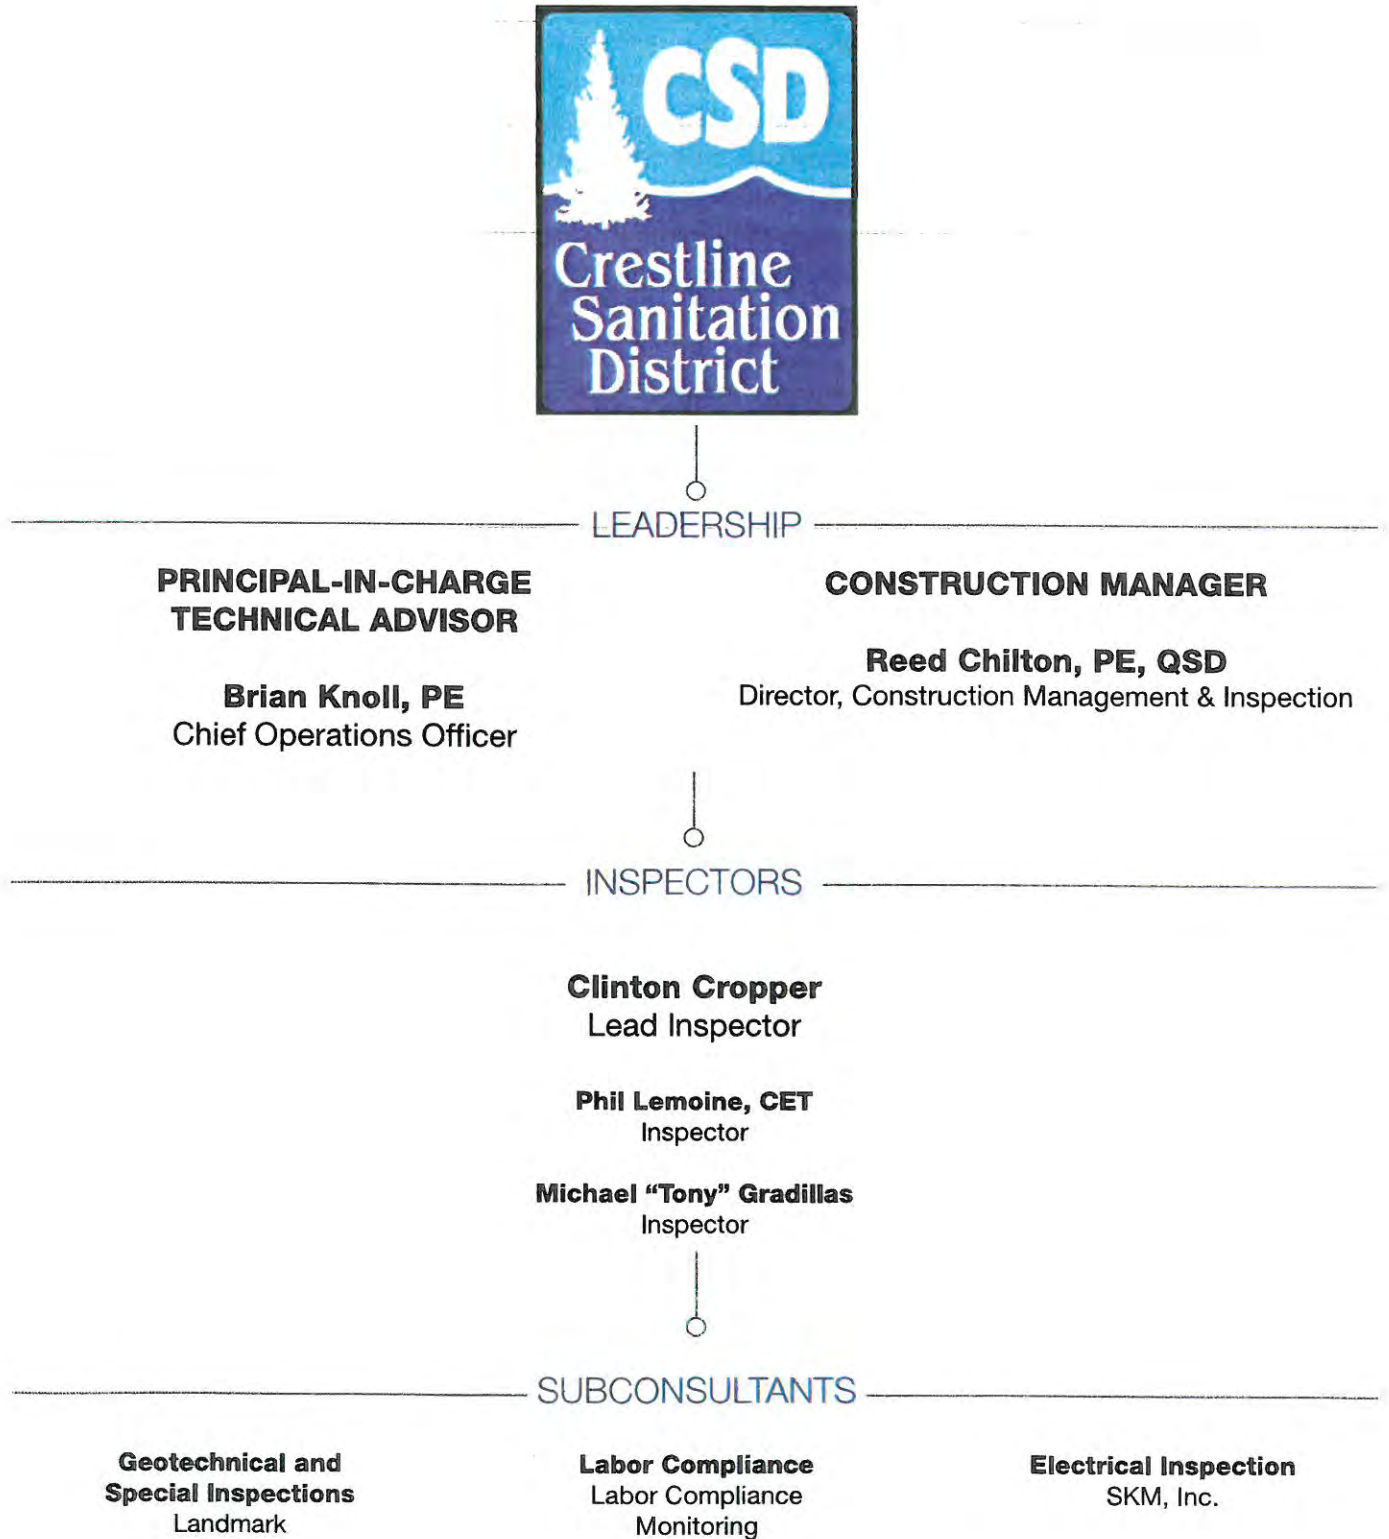 CSD
Crestline
Sanitation
District
LEADERSHIP
PRINCIPAL-IN-CHARGE
TECHNICAL ADVISOR
Brian Knoll, PE
Chief Operations Officer
CONSTRUCTION MANAGER
Reed Chilton, PE, QSD
Director, Construction Management & Inspection
INSPECTORS
Clinton Cropper
Lead Inspector
Phil Lemoine, CET
Inspector
Michael “Tony” Gradillas
Inspector
SUBCONSULTANTS
Geotechnical and
Special Inspections
Landmark
Labor Compliance
Labor Compliance
Monitoring
Electrical Inspection
SKM, Inc.